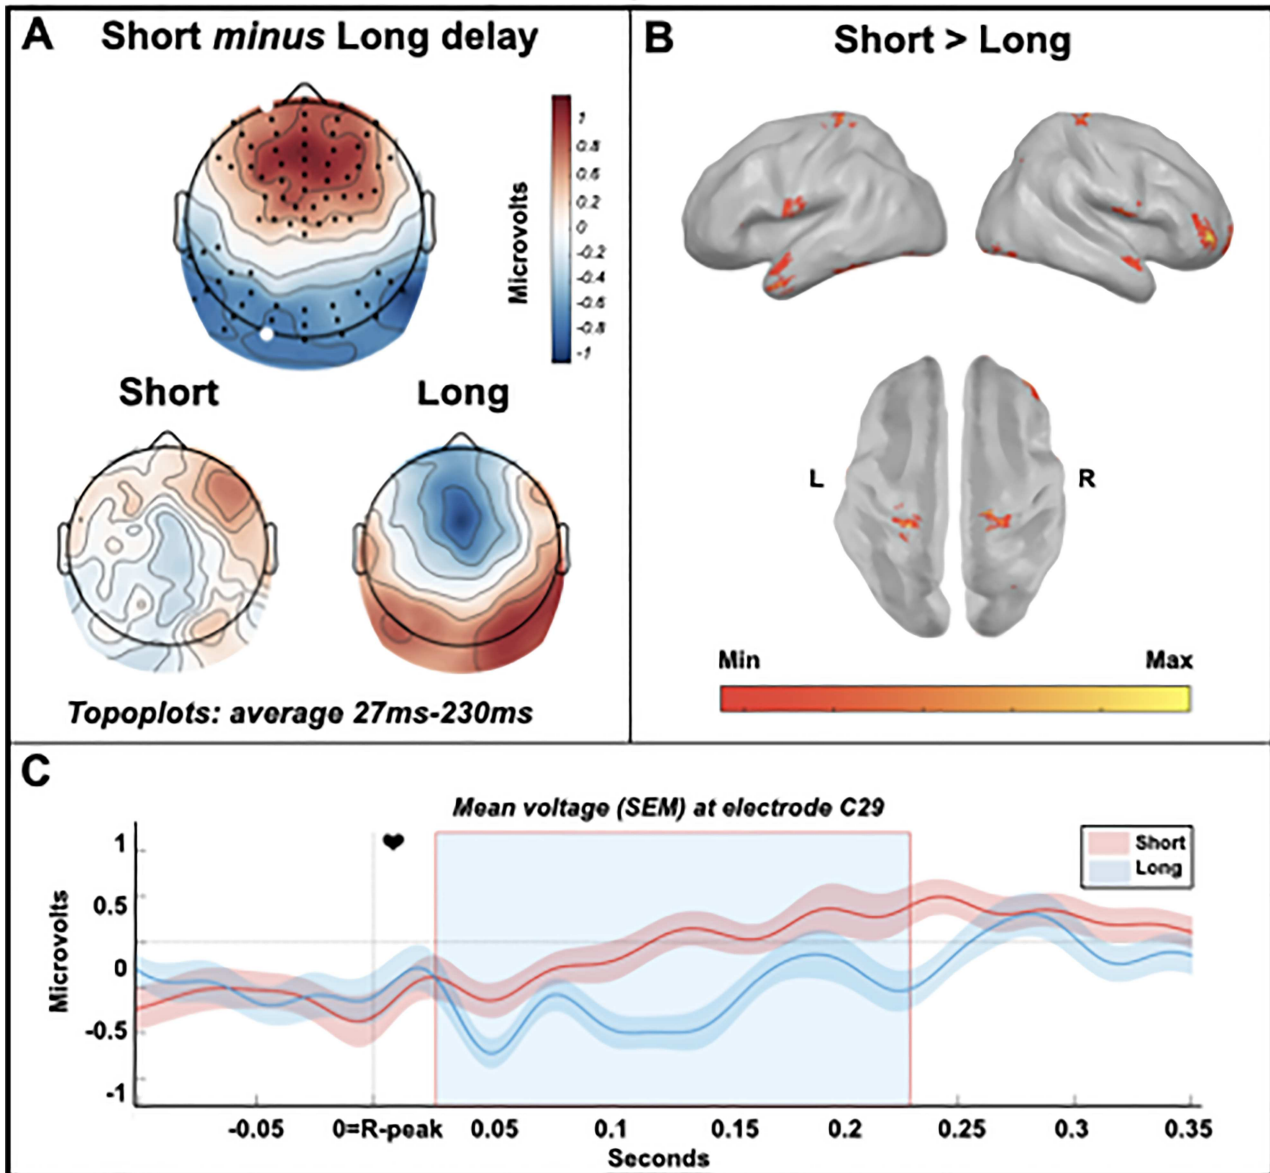 A
Short minus Long delay
Microvolts
1
0.8
0.6
0.2
0
-0.2
-0.4
-0.6
-0.8
-1
Short
Long
Topoplots: average 27ms-230ms
B
Short > Long
L
R
Min
Max
C
Mean voltage (SEM) at electrode C29
Short
Long
Microvolts
1
0.5
0
-0.5
-1
-0.05 0=R-peak 0.05 0.1 0.15 0.2 0.25 0.3 0.35
Seconds